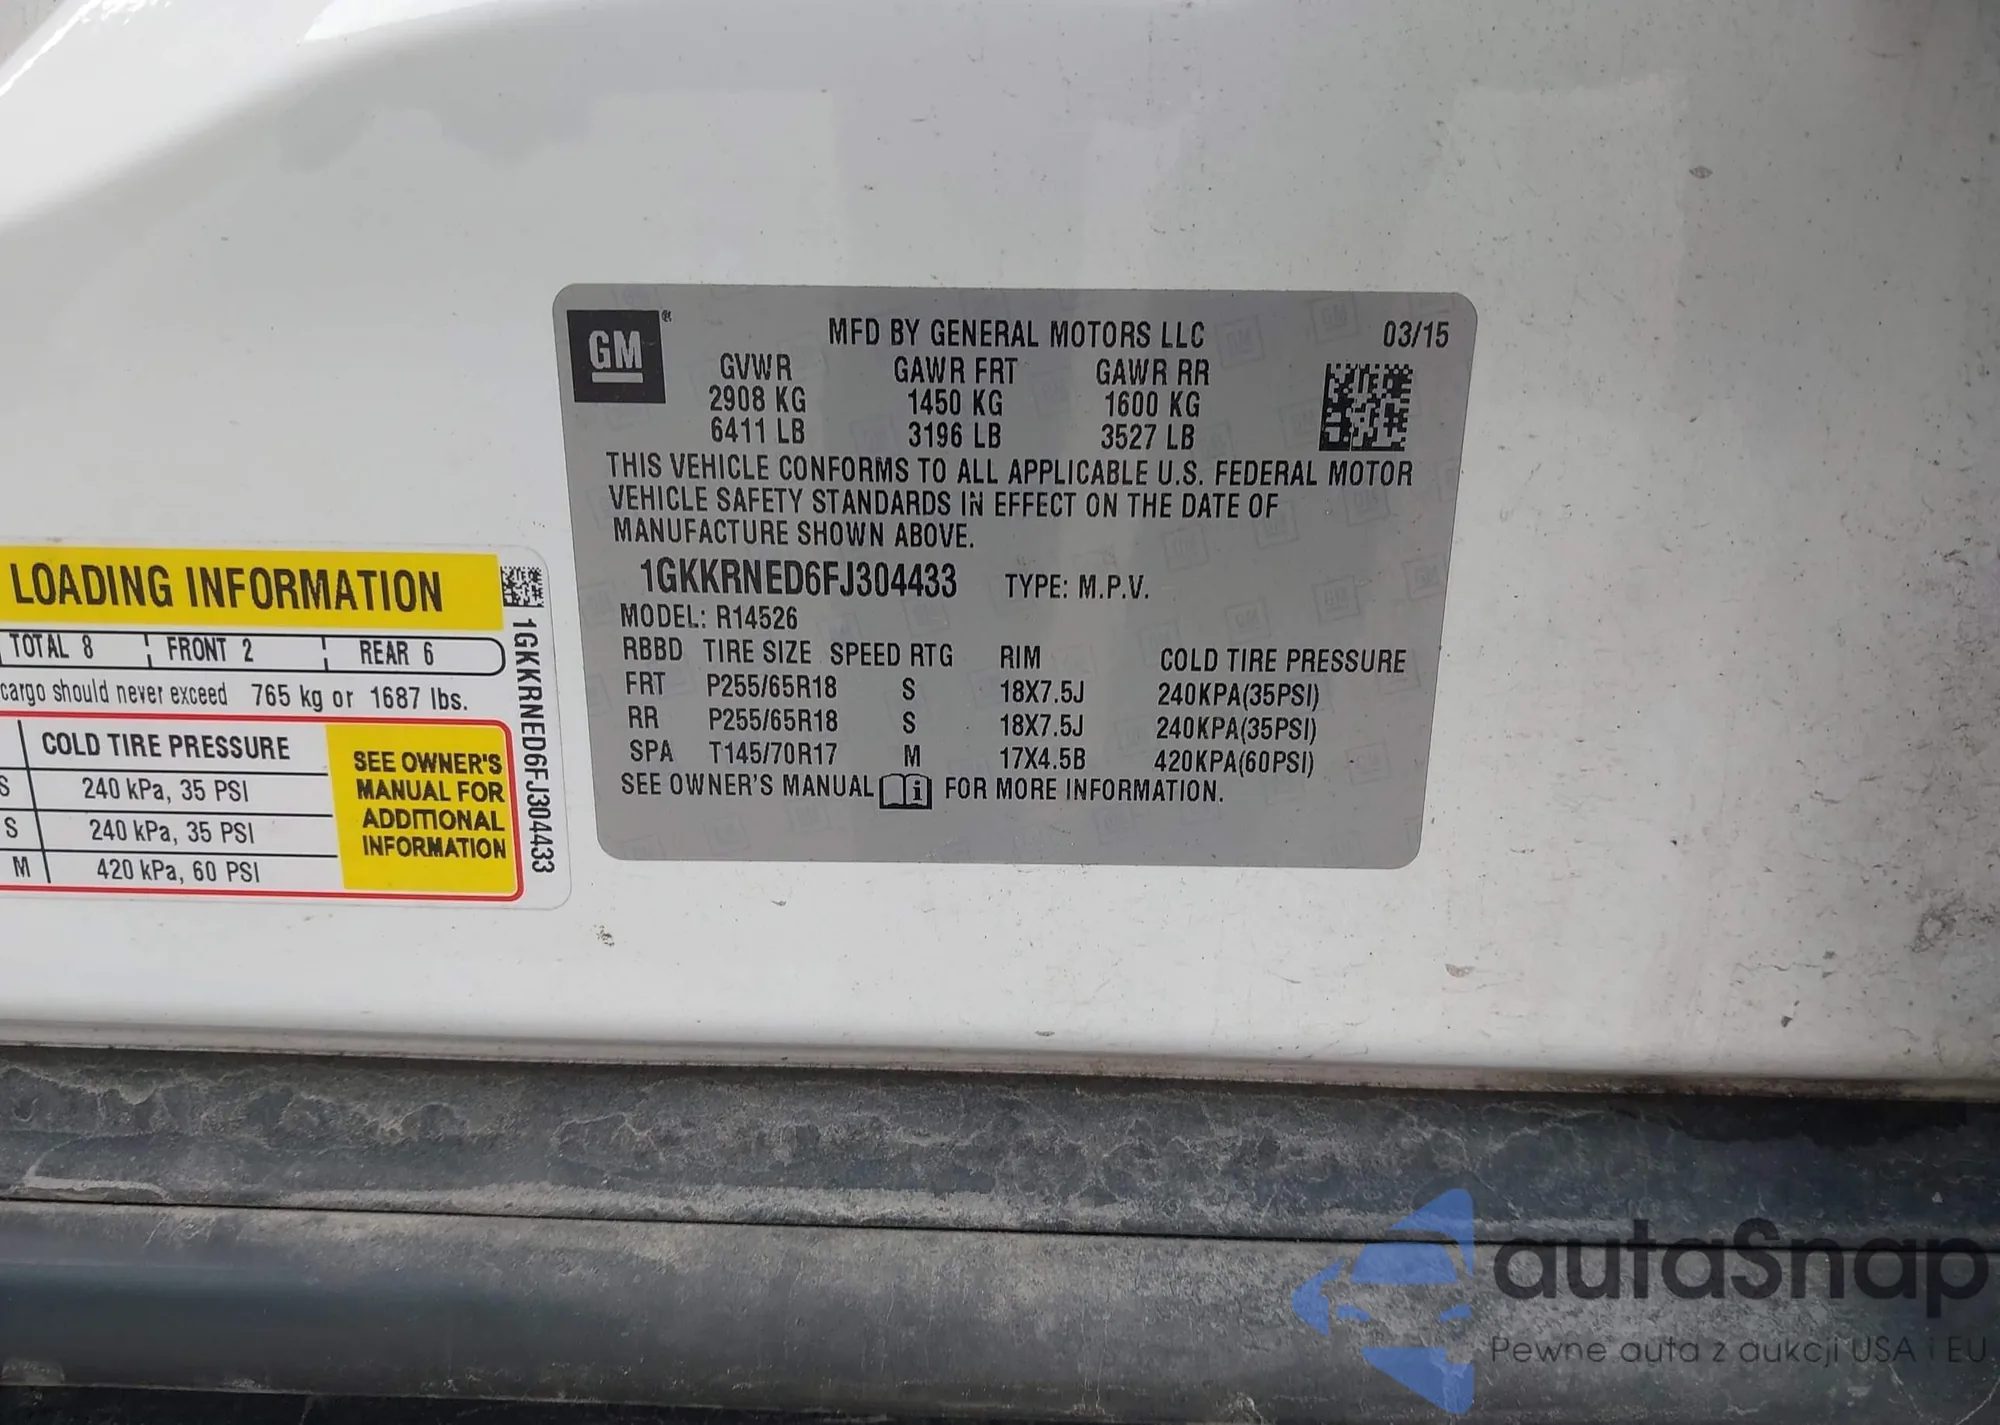 GM ®
MFD BY GENERAL MOTORS LLC 03/15
GVWR GAWR FRT GAWR RR
2908 KG 1450 KG 1600 KG
6411 LB 3196 LB 3527 LB
THIS VEHICLE CONFORMS TO ALL APPLICABLE U.S. FEDERAL MOTOR
VEHICLE SAFETY STANDARDS IN EFFECT ON THE DATE OF
MANUFACTURE SHOWN ABOVE.
1GKKRNED6FJ304433 TYPE: M.P.V.
MODEL: R14526
RBBD TIRE SIZE SPEED RTG RIM COLD TIRE PRESSURE
FRT P255/65R18 S 18X7.5J 240KPA(35PSI)
RR P255/65R18 S 18X7.5J 240KPA(35PSI)
SPA T145/70R17 M 17X4.5B 420KPA(60PSI)
SEE OWNER'S MANUAL i FOR MORE INFORMATION.
LOADING INFORMATION
TOTAL 8 FRONT 2 REAR 6
cargo should never exceed 765 kg or 1687 lbs.
COLD TIRE PRESSURE
S 240 kPa, 35 PSI
S 240 kPa, 35 PSI
M 420 kPa, 60 PSI
SEE OWNER'S
MANUAL FOR
ADDITIONAL
INFORMATION
1GKKRNED6FJ304433
autaSnap
Pewne auta z aukcji USA i EU